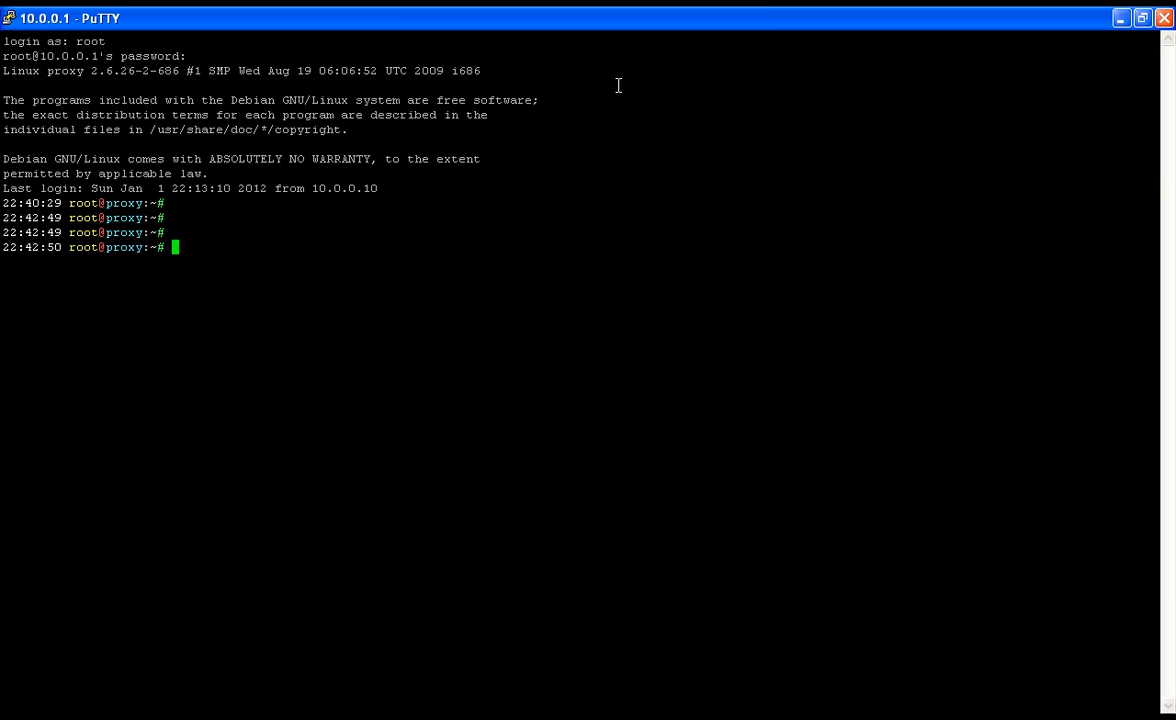 10.0.0.1 - PuTTY
login as: root
root@10.0.0.1's password:
Linux proxy 2.6.26-2-686 #1 SMP Wed Aug 19 06:06:52 UTC 2009 i686
The programs included with the Debian GNU/Linux system are free software;
the exact distribution terms for each program are described in the
individual files in /usr/share/doc/*/copyright.
Debian GNU/Linux comes with ABSOLUTELY NO WARRANTY, to the extent
permitted by applicable law.
Last login: Sun Jan  1 22:13:10 2012 from 10.0.0.10
22:40:29 root@proxy:~#
22:42:49 root@proxy:~#
22:42:49 root@proxy:~#
22:42:50 root@proxy:~#